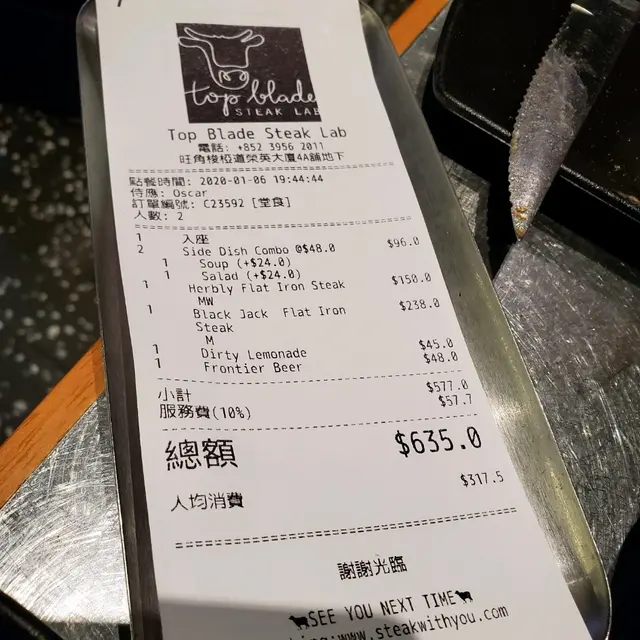 top blade
STEAK LAB
Top Blade Steak Lab
電話: +852 3956 2011
旺角梭椏道榮英大廈4A舖地下
點餐時間: 2020-01-06 19:44:44
侍應: Oscar
訂單編號: C23592 [堂食]
人數: 2
1 入座
2 Side Dish Combo @$48.0 $96.0
1 Soup (+$24.0)
1 Salad (+$24.0)
1 Herbly Flat Iron Steak $150.0
MW
1 Black Jack Flat Iron $238.0
Steak
M
1 Dirty Lemonade $45.0
1 Frontier Beer $48.0
小計 $577.0
服務費(10%) $57.7
總額 $635.0
人均消費 $317.5
謝謝光臨
SEE YOU NEXT TIME
www.steakwithyou.com